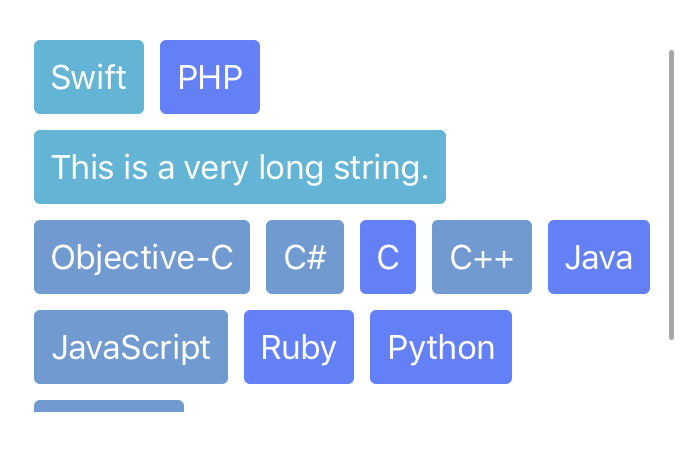 Swift PHP
This is a very long string.
Objective-C C# C C++ Java
JavaScript Ruby Python